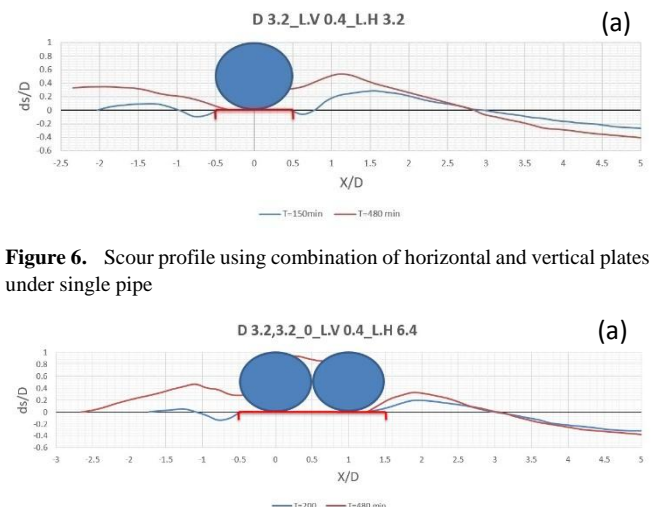 D 3.2_L.V 0.4_L.H 3.2
(a)
1
0.8
0.6
0.4
0.2
0
-0.2
-0.4
-0.6
ds/D
-2.5 -2 -1.5 -1 -0.5 0 0.5 1 1.5 2 2.5 3 3.5 4 4.5 5
X/D
T=150min T=480 min
Figure 6. Scour profile using combination of horizontal and vertical plates
under single pipe
D 3.2,3.2_0_L.V 0.4_L.H 6.4
(a)
1
0.8
0.6
0.4
0.2
0
-0.2
-0.4
-0.6
ds/D
-3 -2.5 -2 -1.5 -1 -0.5 0 0.5 1 1.5 2 2.5 3 3.5 4 4.5 5
X/D
T=200 T=480 min